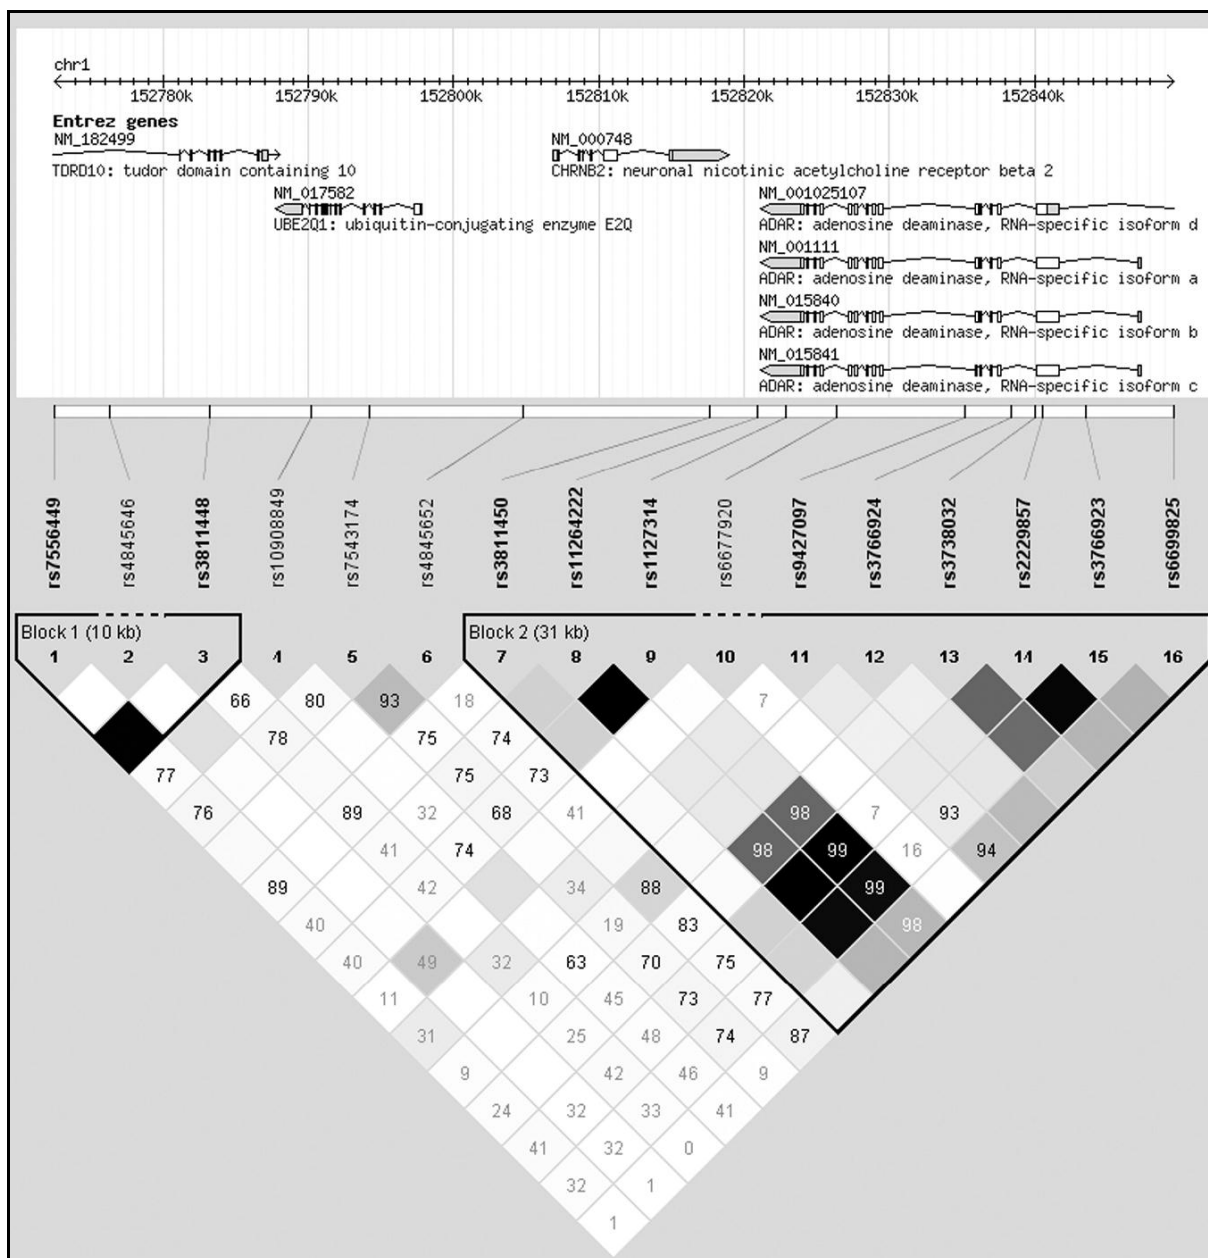 chr1
152780k 152790k 152800k 152810k 152820k 152830k 152840k
Entrez genes
NM_182499
TDRD10: tudor domain containing 10
NM_017582
UBE2Q1: ubiquitin-conjugating enzyme E2Q
NM_000748
CHRNB2: neuronal nicotinic acetylcholine receptor beta 2
NM_001025107
ADAR: adenosine deaminase, RNA-specific isoform d
NM_001111
ADAR: adenosine deaminase, RNA-specific isoform a
NM_015840
ADAR: adenosine deaminase, RNA-specific isoform b
NM_015841
ADAR: adenosine deaminase, RNA-specific isoform c
rs7556449
rs4845646
rs3811448
rs10908849
rs7543174
rs4845652
rs3811450
rs11264222
rs1127314
rs6677920
rs9427097
rs3766924
rs3738032
rs2229857
rs3766923
rs6699825
Block 1 (10 kb) Block 2 (31 kb)
1 2 3 4 5 6 7 8 9 10 11 12 13 14 15 16
66 80 93 18 7
78 75 74
77 75 73
76 89 32 68 41 98 7 93
41 74 98 99 16 94
89 42 34 88 99
40 19 83 98
40 49 32 63 70 75
11 10 45 73 77
31 25 48 74 87
9 42 46 9
24 32 33 41
41 32 0
32 1
1